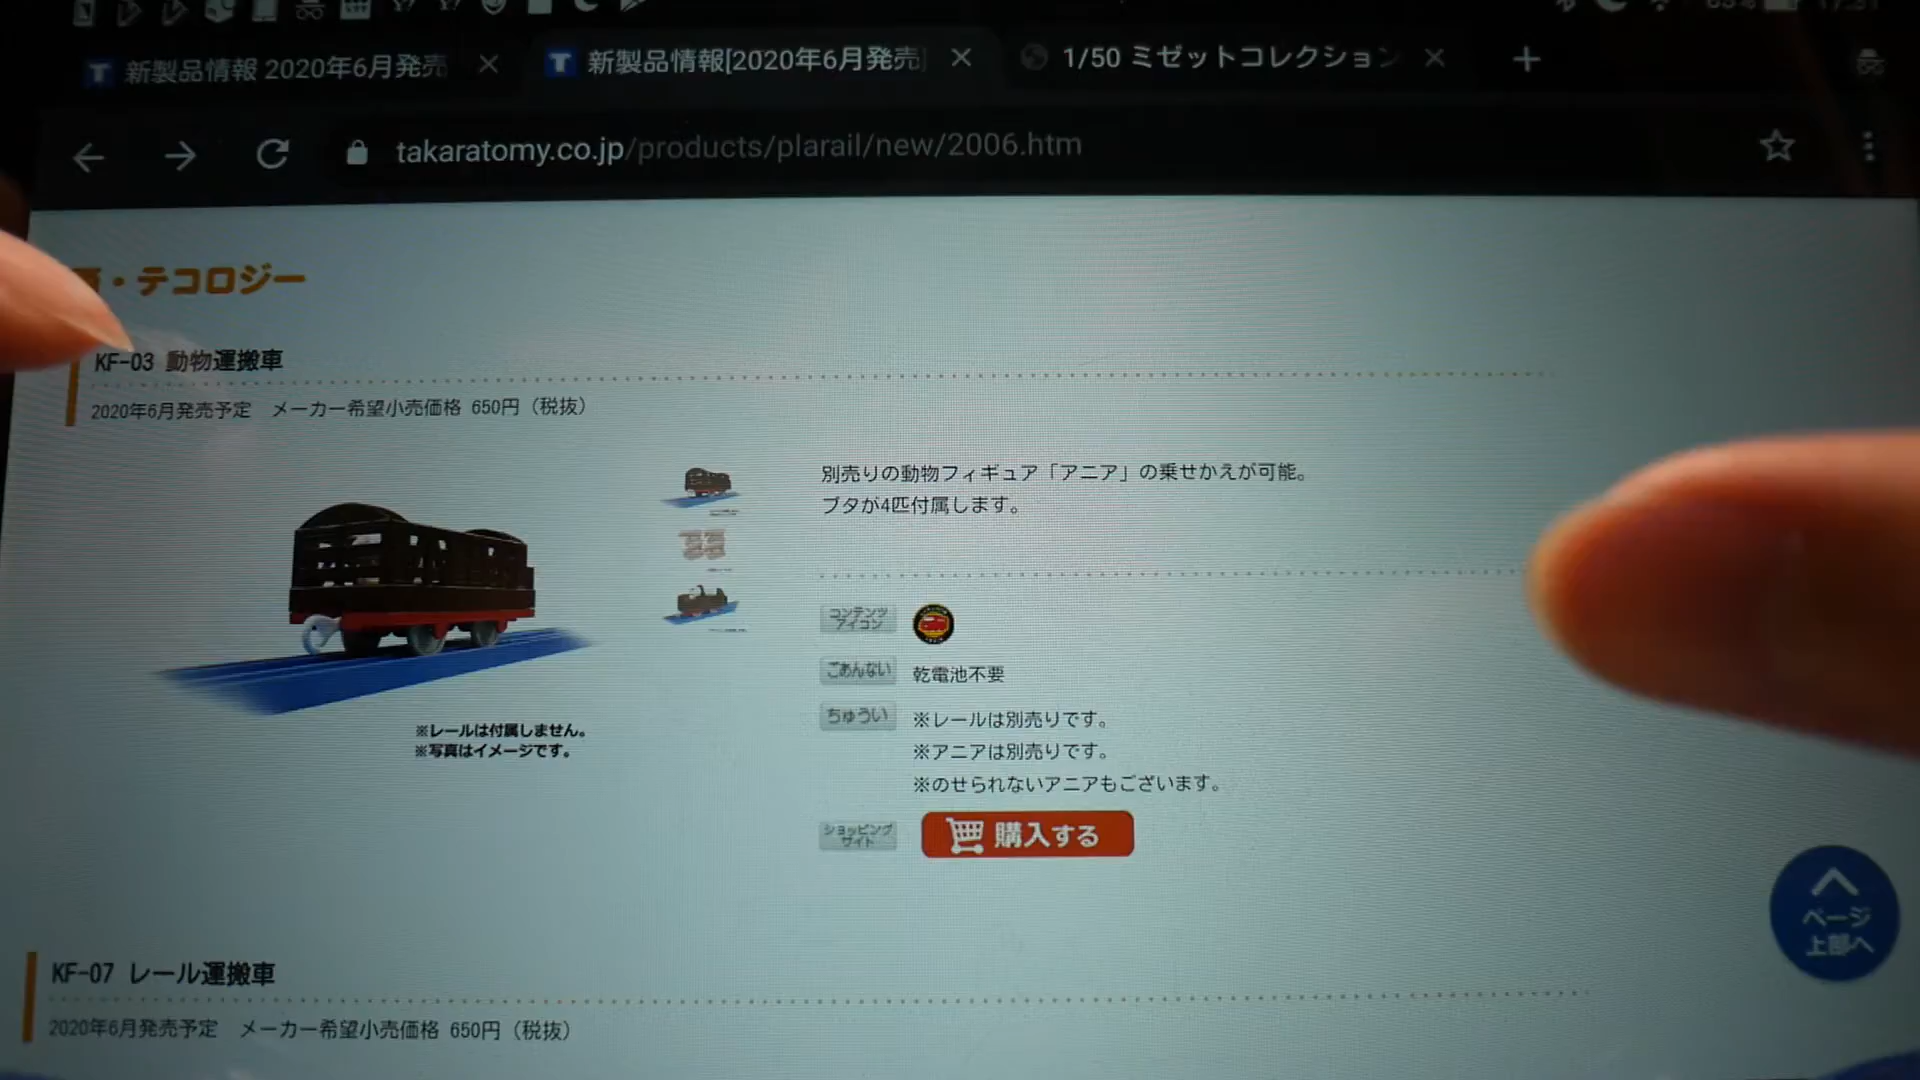 新製品情報 2020年6月発売
新製品情報[2020年6月発売]
1/50 ミゼットコレクション
takaratomy.co.jp/products/plarail/new/2006.htm
・テコロジー
KF-03 動物運搬車
2020年6月発売予定 メーカー希望小売価格 650円（税抜）
別売りの動物フィギュア「アニア」の乗せかえが可能。
ブタが4匹付属します。
※レールは付属しません。
※写真はイメージです。
コンテンツ
アイコン
ごあんない
乾電池不要
ちゅうい
※レールは別売りです。
※アニアは別売りです。
※のせられないアニアもございます。
ショッピング
サイト
購入する
ページ
上部へ
KF-07 レール運搬車
2020年6月発売予定 メーカー希望小売価格 650円（税抜）